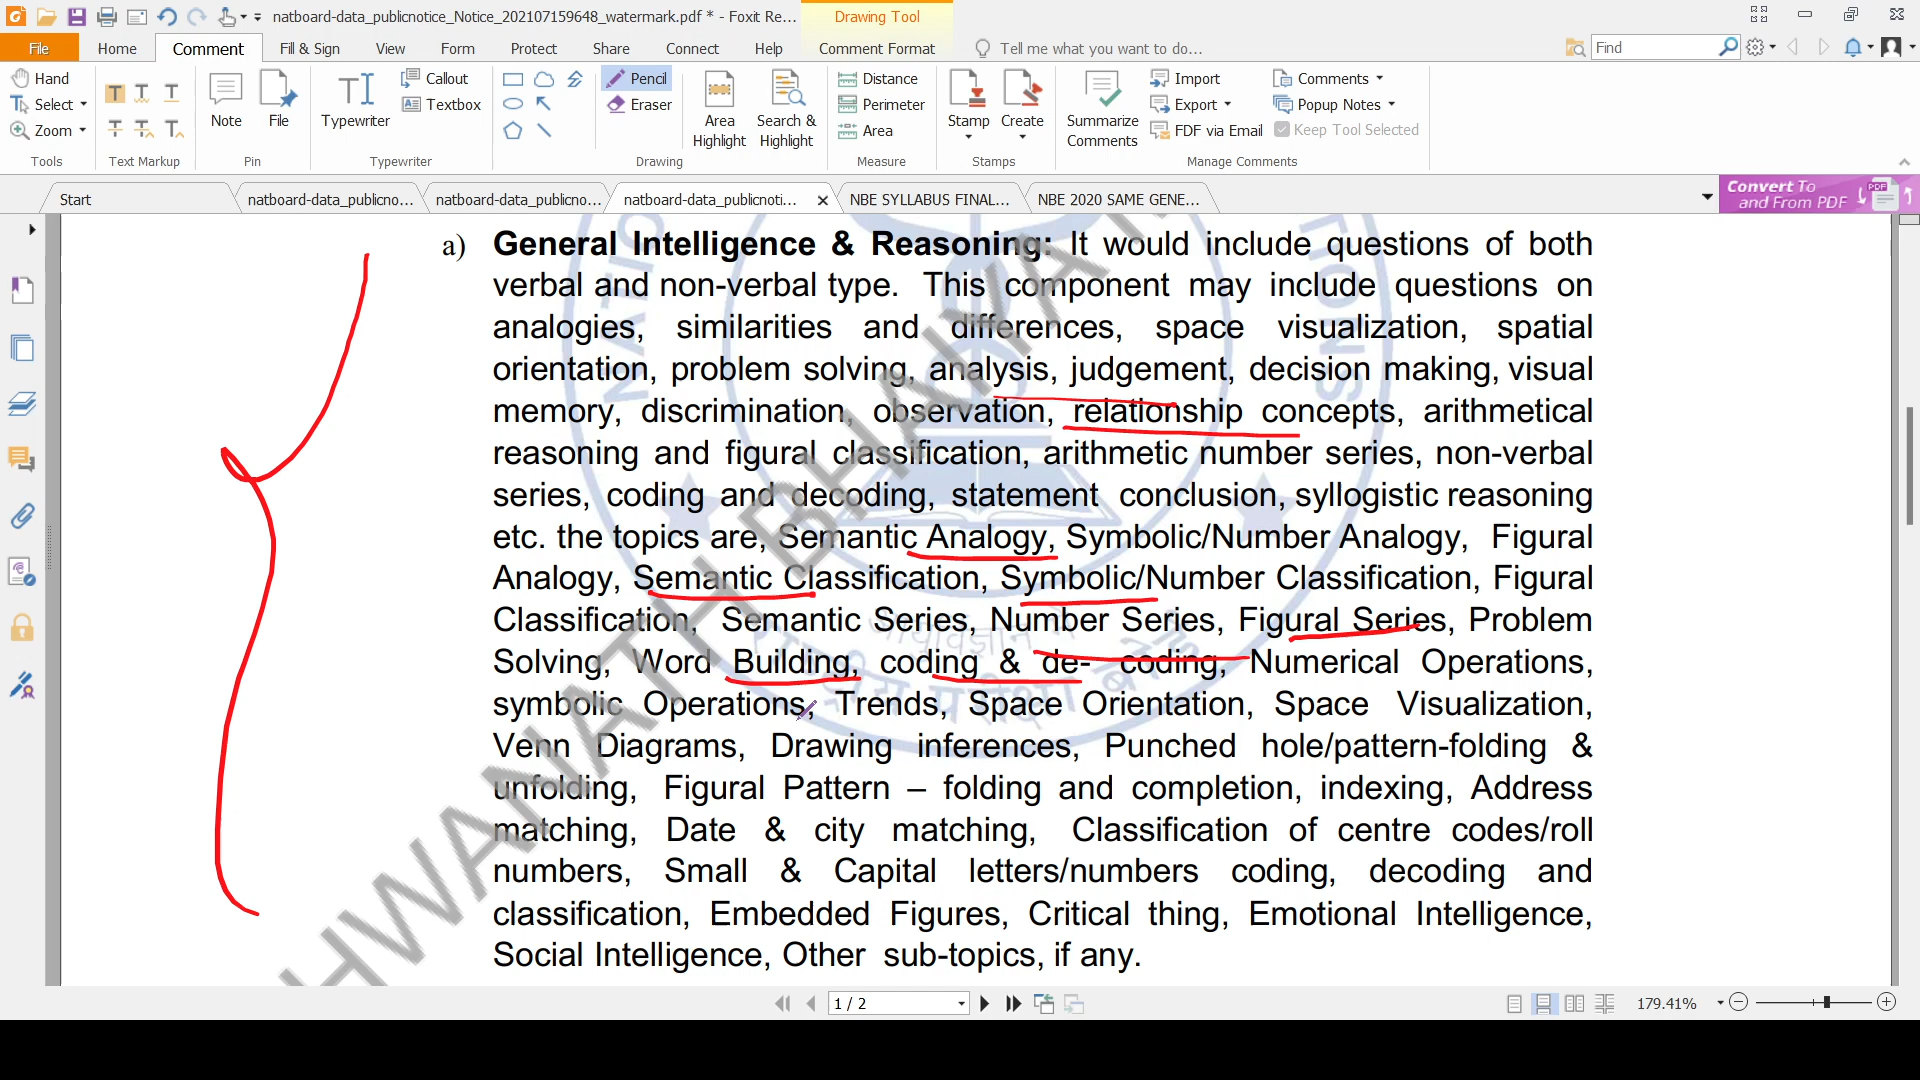 natboard-data_publicnotice_Notice_202107159648_watermark.pdf * - Foxit Re...
Drawing Tool
File Home Comment Fill & Sign View Form Protect Share Connect Help Comment Format Tell me what you want to do... Find
Hand
Select
Zoom
Tools
Text Markup
Note
File
Pin
Typewriter
Callout
Textbox
Typewriter
Pencil
Eraser
Area Highlight
Search & Highlight
Drawing
Distance
Perimeter
Area
Measure
Stamp
Create
Stamps
Summarize Comments
Import
Export
FDF via Email
Comments
Popup Notes
Keep Tool Selected
Manage Comments
Start natboard-data_publicno... natboard-data_publicno... natboard-data_publicnoti... NBE SYLLABUS FINAL... NBE 2020 SAME GENE...
Convert To
and From PDF
PDF
a) General Intelligence & Reasoning: It would include questions of both
verbal and non-verbal type. This component may include questions on
analogies, similarities and differences, space visualization, spatial
orientation, problem solving, analysis, judgement, decision making, visual
memory, discrimination, observation, relationship concepts, arithmetical
reasoning and figural classification, arithmetic number series, non-verbal
series, coding and decoding, statement conclusion, syllogistic reasoning
etc. the topics are, Semantic Analogy, Symbolic/Number Analogy, Figural
Analogy, Semantic Classification, Symbolic/Number Classification, Figural
Classification, Semantic Series, Number Series, Figural Series, Problem
Solving, Word Building, coding & de- coding, Numerical Operations,
symbolic Operations, Trends, Space Orientation, Space Visualization,
Venn Diagrams, Drawing inferences, Punched hole/pattern-folding &
unfolding, Figural Pattern – folding and completion, indexing, Address
matching, Date & city matching, Classification of centre codes/roll
numbers, Small & Capital letters/numbers coding, decoding and
classification, Embedded Figures, Critical thing, Emotional Intelligence,
Social Intelligence, Other sub-topics, if any.
HWANATH BHAIYA
NATIO
IONS
1 / 2
179.41%